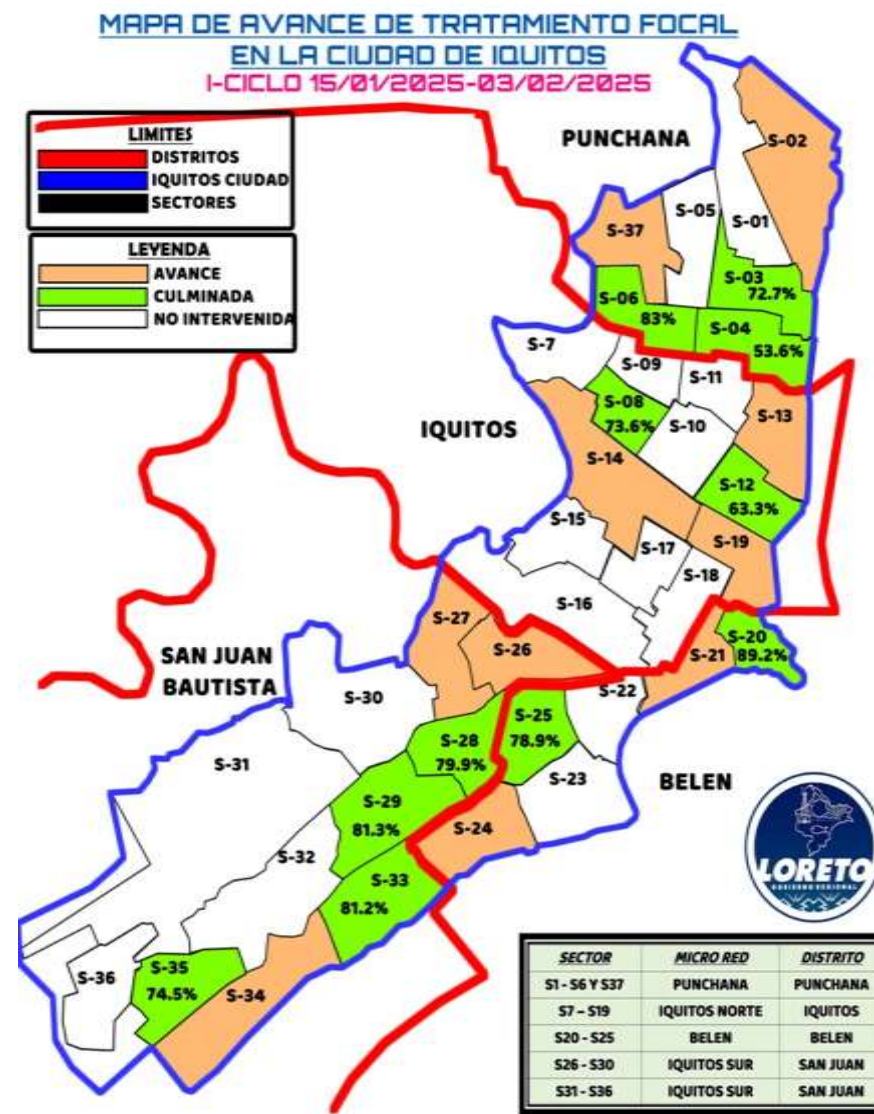 MAPA DE AVANCE DE TRATAMIENTO FOCAL
EN LA CIUDAD DE IQUITOS
I-CICLO 15/01/2025-03/02/2025
LIMITES
DISTRITOS
IQUITOS CIUDAD
SECTORES
LEYENDA
AVANCE
CULMINADA
NO INTERVENIDA
PUNCHANA
S-02
S-05
S-01
S-37
S-03
72.7%
S-06
83%
S-04
53.6%
S-7
S-09
S-11
S-08
73.6%
S-10
S-13
IQUITOS
S-14
S-12
63.3%
S-15
S-17
S-19
S-18
S-16
S-27
S-26
S-20
89.2%
S-21
SAN JUAN
BAUTISTA
S-30
S-22
S-25
78.9%
S-28
79.9%
S-31
S-23
BELEN
S-29
81.3%
S-24
S-32
S-33
81.2%
S-36
S-35
74.5%
S-34
LORETO
GOBIERNO REGIONAL
SECTOR MICRO RED DISTRITO
S1 - S6 Y S37 PUNCHANA PUNCHANA
S7 – S19 IQUITOS NORTE IQUITOS
S20 - S25 BELEN BELEN
S26 - S30 IQUITOS SUR SAN JUAN
S31 - S36 IQUITOS SUR SAN JUAN